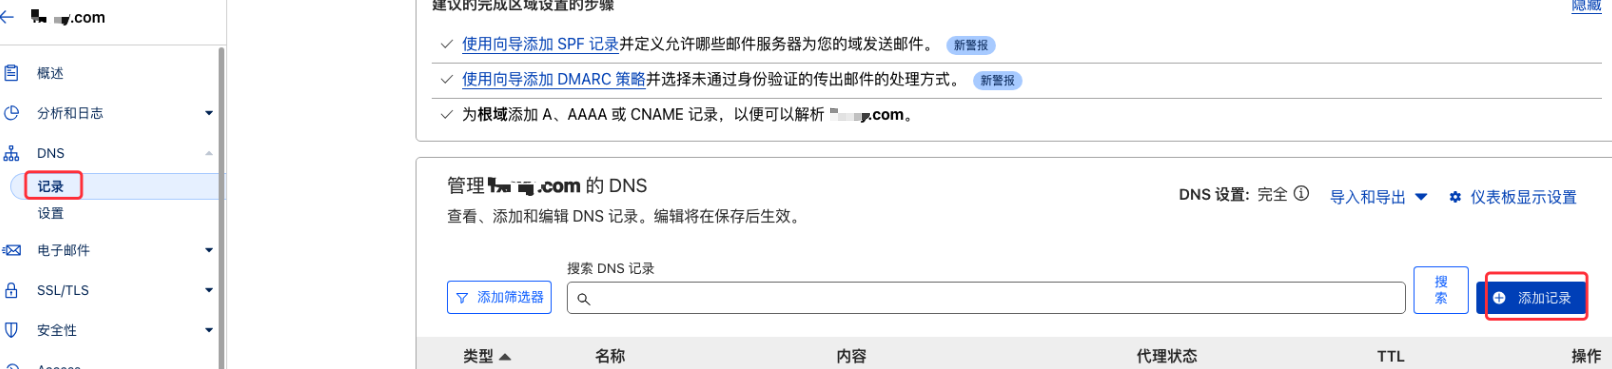 .com
建议的完成区域设置的步骤
隐藏
使用向导添加 SPF 记录并定义允许哪些邮件服务器为您的域发送邮件。 新警报
使用向导添加 DMARC 策略并选择未通过身份验证的传出邮件的处理方式。 新警报
为根域添加 A、AAAA 或 CNAME 记录，以便可以解析 y.com。
概述
分析和日志
DNS
记录
设置
电子邮件
SSL/TLS
安全性
Access
管理 .com 的 DNS
查看、添加和编辑 DNS 记录。编辑将在保存后生效。
DNS 设置: 完全
导入和导出
仪表板显示设置
搜索 DNS 记录
添加筛选器
搜
索
添加记录
类型 名称 内容 代理状态 TTL 操作